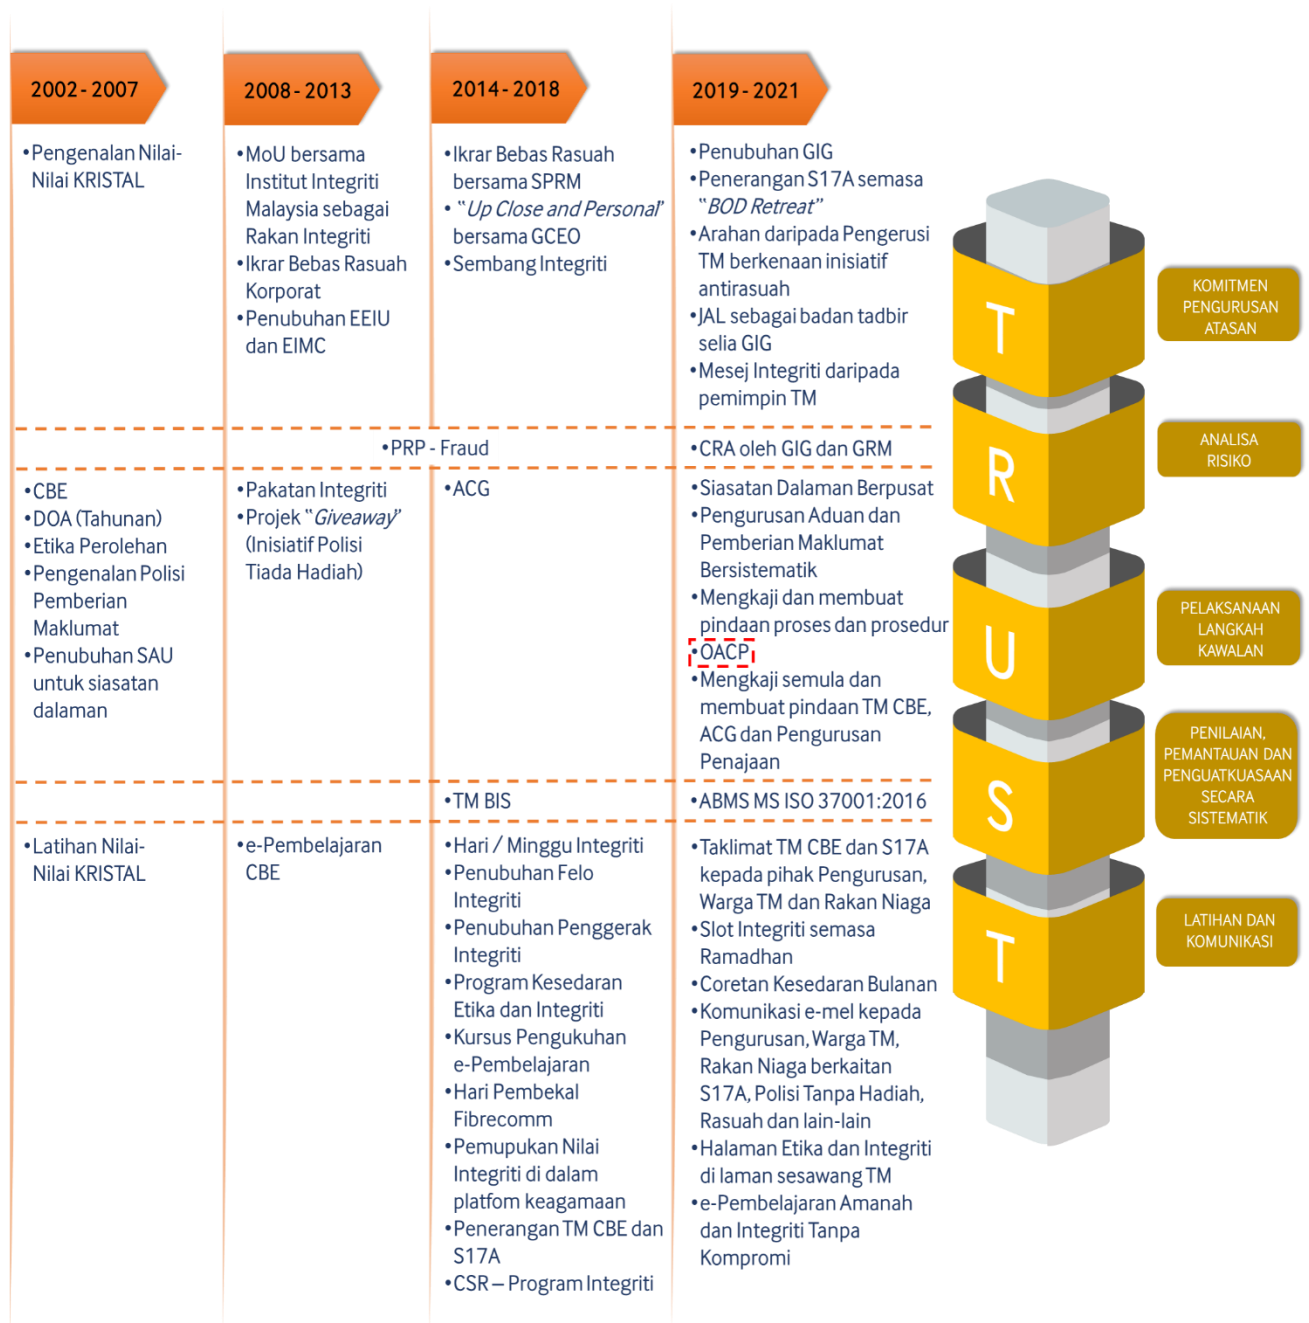 2002 - 2007
2008 - 2013
2014 - 2018
2019 - 2021
•Pengenalan Nilai-
Nilai KRISTAL
•MoU bersama
Institut Integriti
Malaysia sebagai
Rakan Integriti
•Ikrar Bebas Rasuah
Korporat
•Penubuhan EEIU
dan EIMC
•Ikrar Bebas Rasuah
bersama SPRM
• “Up Close and Personal”
bersama GCEO
•Sembang Integriti
•Penubuhan GIG
•Penerangan S17A semasa
“BOD Retreat”
•Arahan daripada Pengerusi
TM berkenaan inisiatif
antirasuah
•JAL sebagai badan tadbir
selia GIG
•Mesej Integriti daripada
pemimpin TM
T
KOMITMEN
PENGURUSAN
ATASAN
•PRP - Fraud
•CRA oleh GIG dan GRM
R
ANALISA
RISIKO
•CBE
•DOA (Tahunan)
•Etika Perolehan
•Pengenalan Polisi
Pemberian
Maklumat
•Penubuhan SAU
untuk siasatan
dalaman
•Pakatan Integriti
•Projek “Giveaway”
(Inisiatif Polisi
Tiada Hadiah)
•ACG
•Siasatan Dalaman Berpusat
•Pengurusan Aduan dan
Pemberian Maklumat
Bersistematik
•Mengkaji dan membuat
pindaan proses dan prosedur
•OACP
•Mengkaji semula dan
membuat pindaan TM CBE,
ACG dan Pengurusan
Penajaan
U
PELAKSANAAN
LANGKAH
KAWALAN
•TM BIS
•ABMS MS ISO 37001:2016
S
PENILAIAN,
PEMANTAUAN DAN
PENGUATKUASAAN
SECARA
SISTEMATIK
•Latihan Nilai-
Nilai KRISTAL
•e-Pembelajaran
CBE
•Hari / Minggu Integriti
•Penubuhan Felo
Integriti
•Penubuhan Penggerak
Integriti
•Program Kesedaran
Etika dan Integriti
•Kursus Pengukuhan
e-Pembelajaran
•Hari Pembekal
Fibrecomm
•Pemupukan Nilai
Integriti di dalam
platfom keagamaan
•Penerangan TM CBE dan
S17A
•CSR – Program Integriti
•Taklimat TM CBE dan S17A
kepada pihak Pengurusan,
Warga TM dan Rakan Niaga
•Slot Integriti semasa
Ramadhan
•Coretan Kesedaran Bulanan
•Komunikasi e-mel kepada
Pengurusan, Warga TM,
Rakan Niaga berkaitan
S17A, Polisi Tanpa Hadiah,
Rasuah dan lain-lain
•Halaman Etika dan Integriti
di laman sesawang TM
•e-Pembelajaran Amanah
dan Integriti Tanpa
Kompromi
T
LATIHAN DAN
KOMUNIKASI